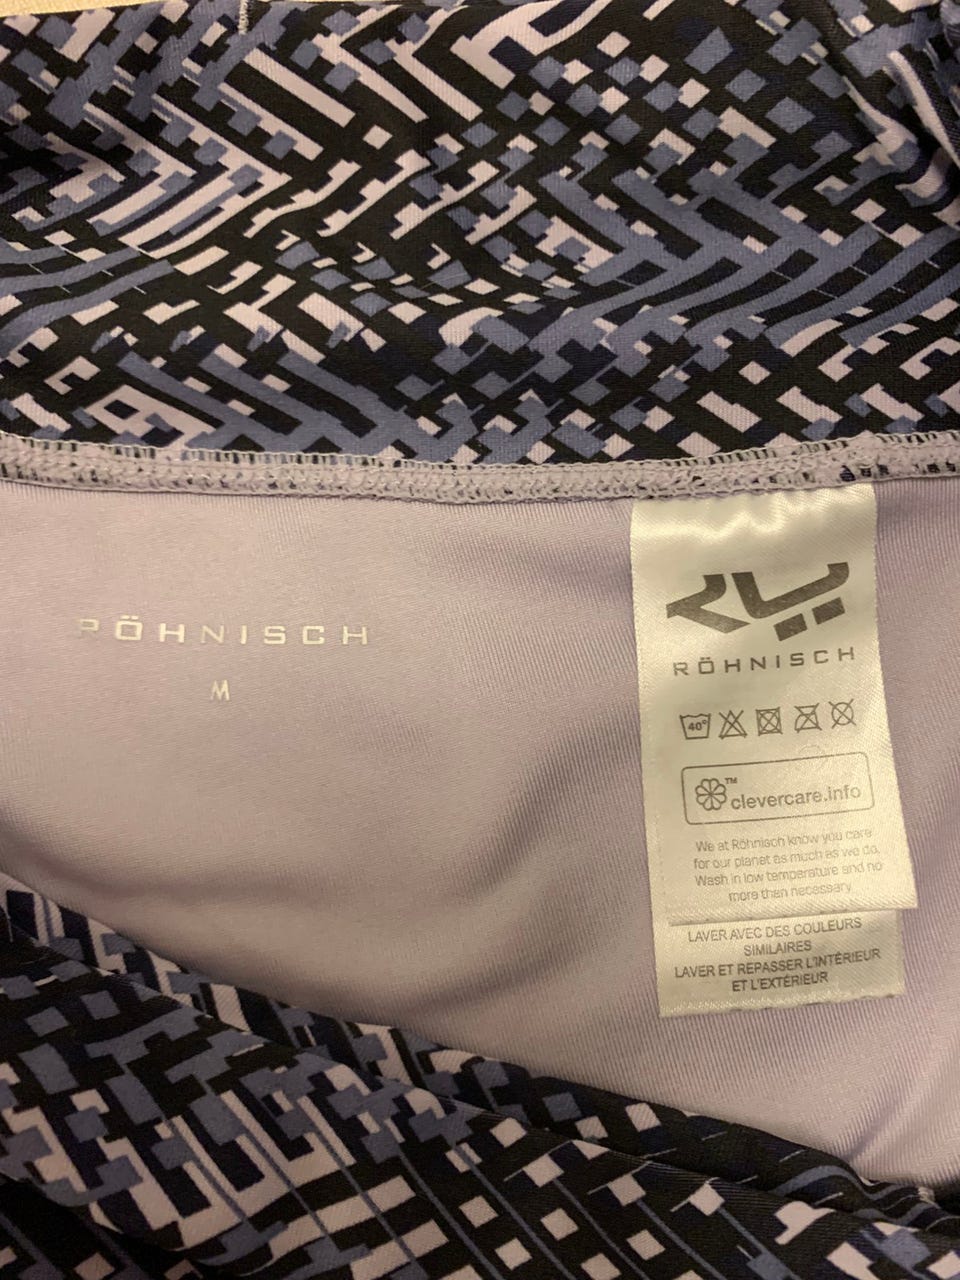 RÖHNISCH
M
RÖHNISCH
40°
TM
clevercare.info
We at Röhnisch know you care
for our planet as much as we do.
Wash in low temperature and no
more than necessary
LAVER AVEC DES COULEURS
SIMILAIRES
LAVER ET REPASSER L'INTÉRIEUR
ET L'EXTÉRIEUR